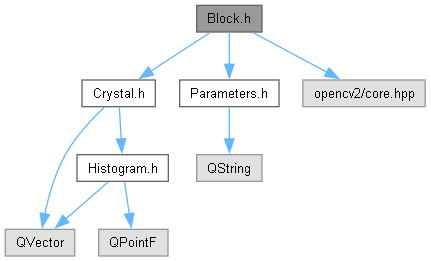 Block.h
Crystal.h
Parameters.h
opencv2/core.hpp
Histogram.h
QString
QVector
QPointF